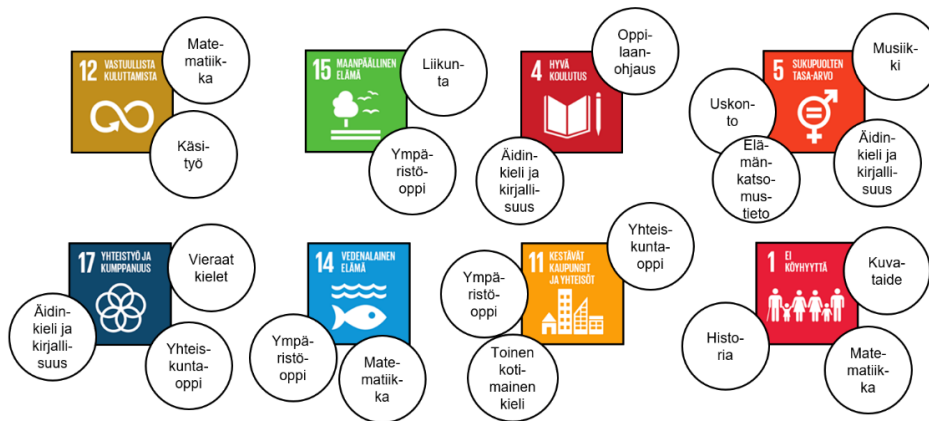 12 VASTUULLISTA
KULUTTAMISTA
Mate-
matiik-
ka
Käsi-
työ
15 MAANPÄÄLLINEN
ELÄMÄ
Liikun-
ta
Ympä-
ristö-
oppi
4 HYVÄ
KOULUTUS
Oppi-
laan-
ohjaus
Äidin-
kieli ja
kirjalli-
suus
5 SUKUPUOLTEN
TASA-ARVO
Musiik-
ki
Uskon-
to
Elä-
män-
katso-
mus-
tieto
Äidin-
kieli ja
kirjalli-
suus
17 YHTEISTYÖ JA
KUMPPANUUS
Vieraat
kielet
Äidin-
kieli ja
kirjalli-
suus
Yhteis-
kunta-
oppi
14 VEDENALAINEN
ELÄMÄ
Ympä-
ristö-
oppi
Mate-
matiik-
ka
11 KESTÄVÄT
KAUPUNGIT
JA YHTEISÖT
Yhteis-
kunta-
oppi
Ympä-
ristö-
oppi
Toinen
koti-
mainen
kieli
1 EI
KÖYHYYTTÄ
Kuva-
taide
Histo-
ria
Mate-
matiik-
ka